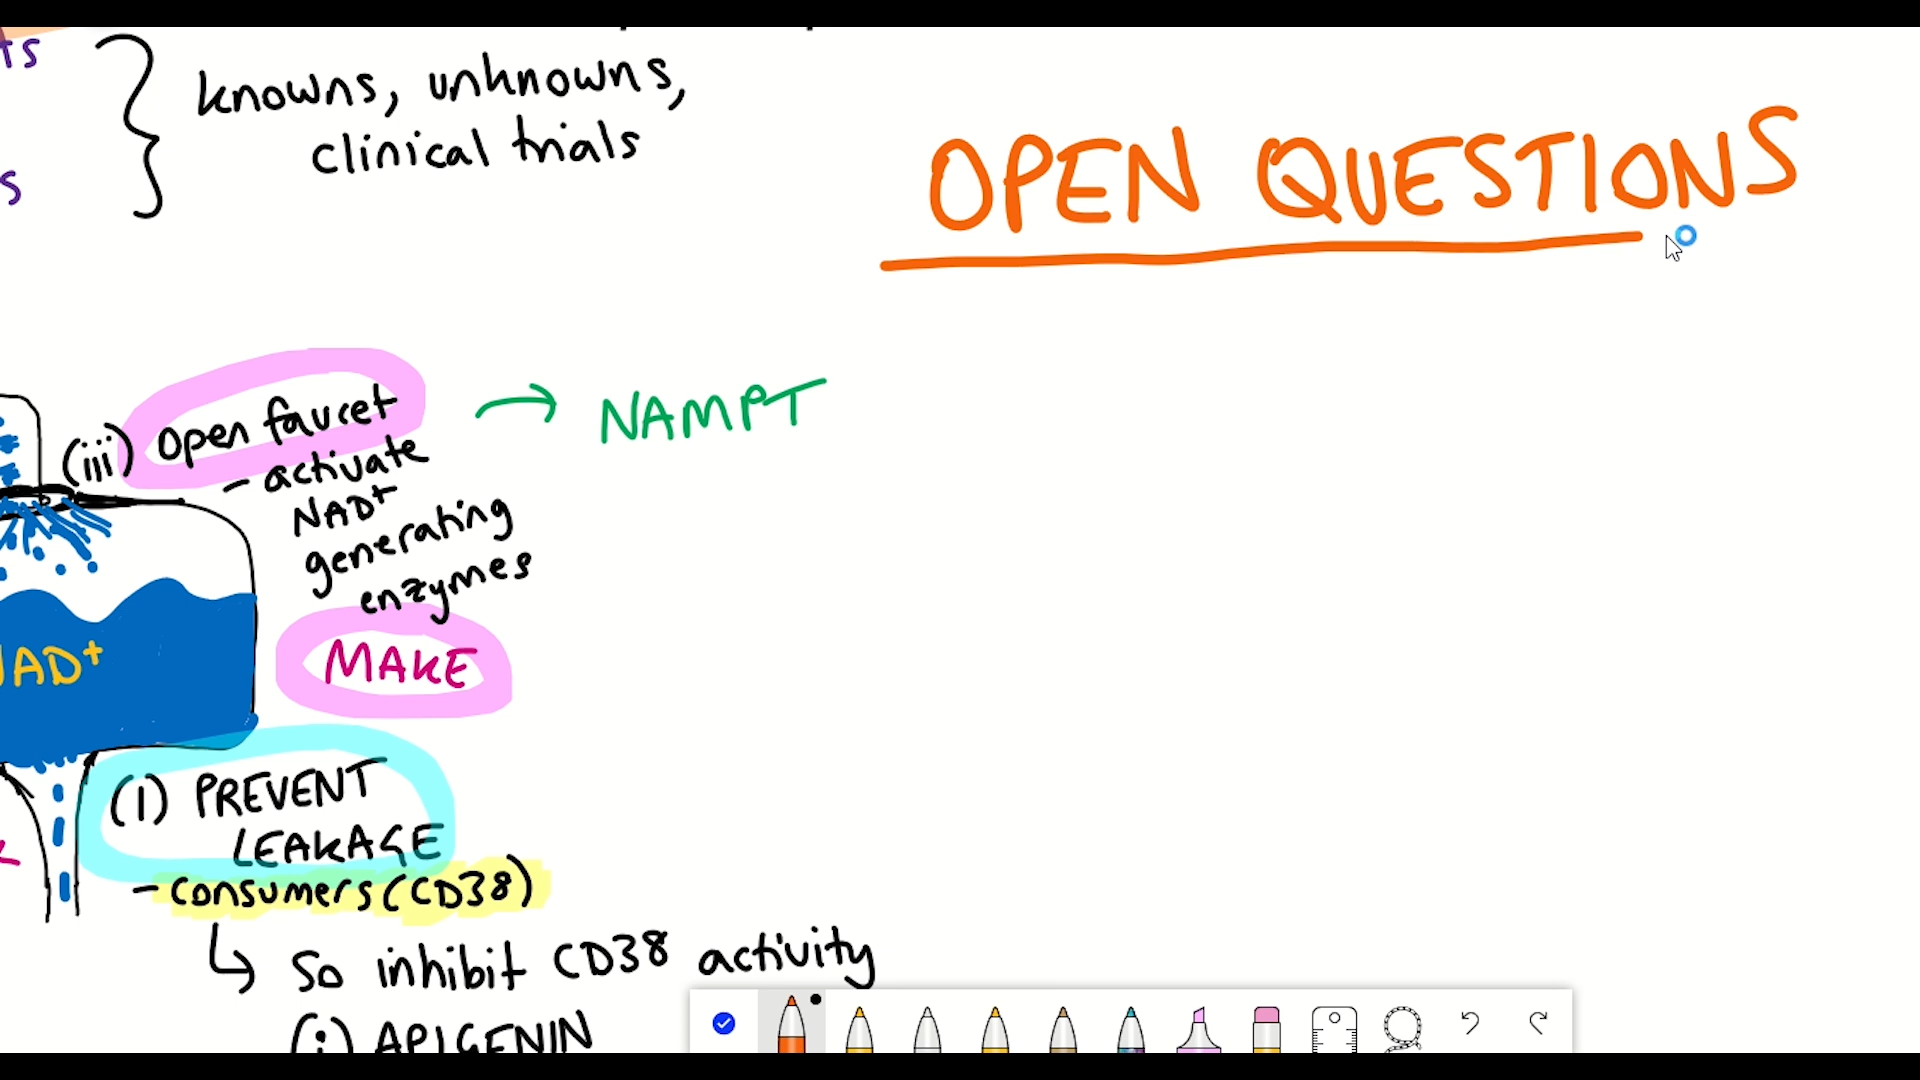 knowns, unknowns,
clinical trials
OPEN QUESTIONS
(iii) Open faucet
→ NAMPT
- activate
NAD+
generating
enzymes
MAKE
NAD+
(1) PREVENT
LEAKAGE
- Consumers (CD38)
↳ So inhibit CD38 activity
(i) APIGENIN